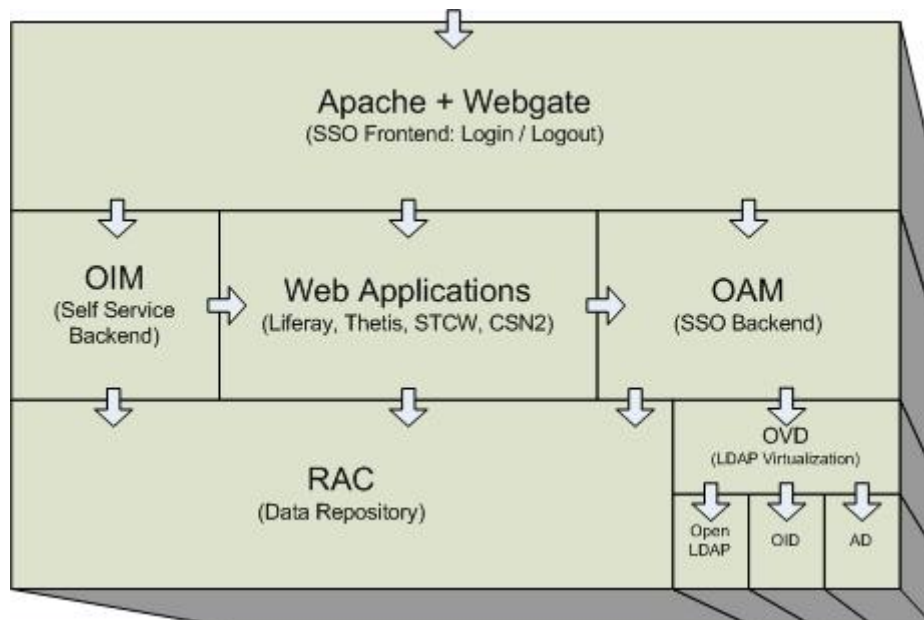 Apache + Webgate
(SSO Frontend: Login / Logout)
OIM
(Self Service
Backend)
Web Applications
(Liferay, Thetis, STCW, CSN2)
OAM
(SSO Backend)
RAC
(Data Repository)
OVD
(LDAP Virtualization)
Open
LDAP
OID
AD